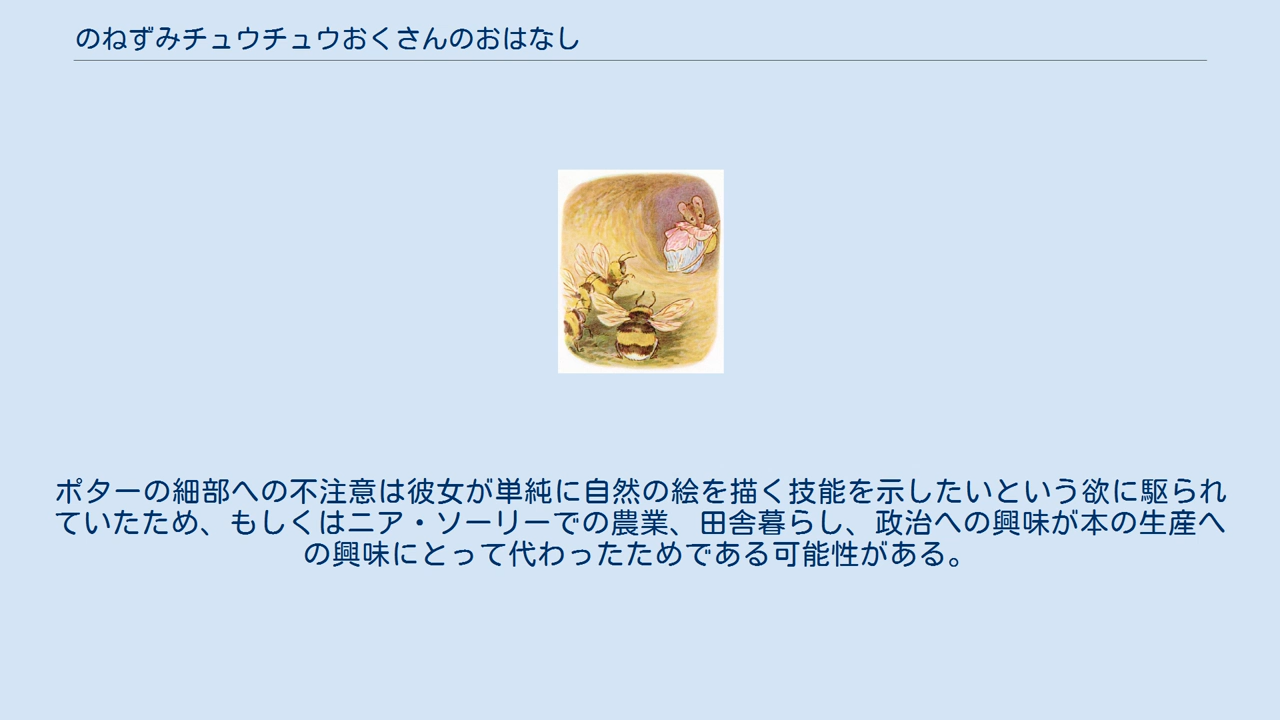 のねずみチュウチュウおくさんのおはなし
ポターの細部への不注意は彼女が単純に自然の絵を描く技能を示したいという欲に駆られ
ていたため、もしくはニア・ソーリーでの農業、田舎暮らし、政治への興味が本の生産へ
の興味にとって代わったためである可能性がある。